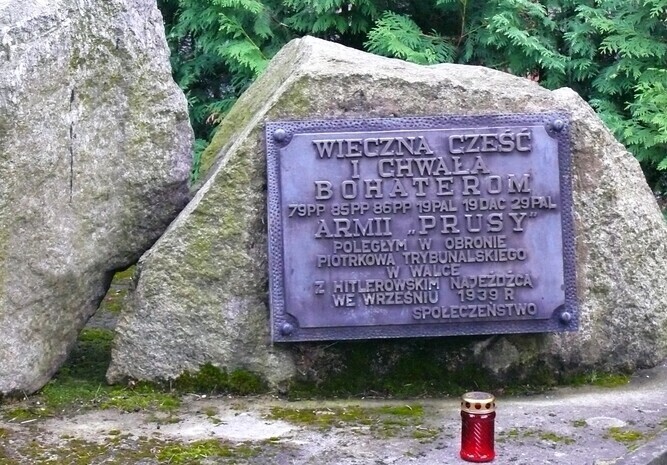 WIECZNA CZEŚĆ
I CHWAŁA
BOHATEROM
79PP 85PP 86PP 19PAL 19DAC 29PAL
ARMII „PRUSY”
POLEGŁYM W OBRONIE
PIOTRKOWA TRYBUNALSKIEGO
W WALCE
Z HITLEROWSKIM NAJEŹDŹCĄ
WE WRZEŚNIU 1939 R
SPOŁECZEŃSTWO